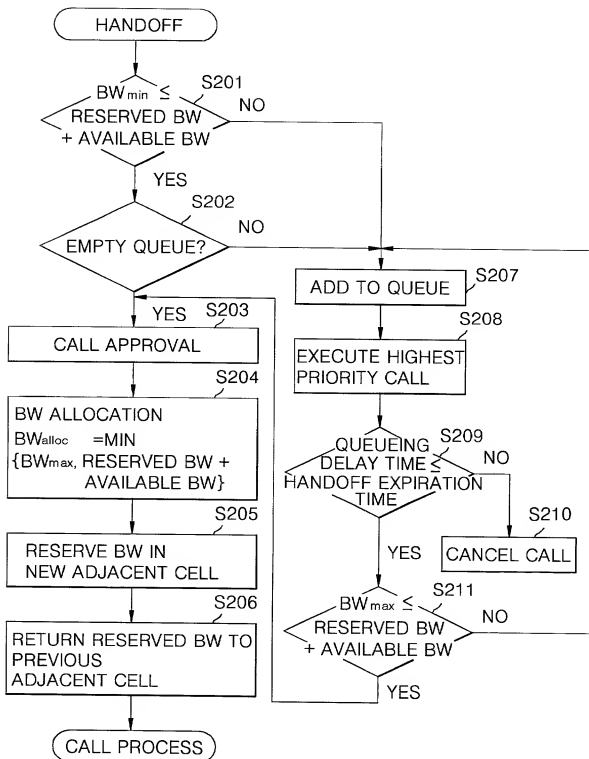 HANDOFF
S201
BWmin ≤
RESERVED BW
+ AVAILABLE BW
NO
YES
S202
EMPTY QUEUE?
NO
YES
S203
CALL APPROVAL
S204
BW ALLOCATION
BWalloc =MIN
{BWmax, RESERVED BW +
AVAILABLE BW}
S205
RESERVE BW IN
NEW ADJACENT CELL
S206
RETURN RESERVED BW TO
PREVIOUS
ADJACENT CELL
CALL PROCESS
S207
ADD TO QUEUE
S208
EXECUTE HIGHEST
PRIORITY CALL
S209
QUEUEING
DELAY TIME ≤
HANDOFF EXPIRATION
TIME
NO
S210
CANCEL CALL
YES
S211
BWmax ≤
RESERVED BW
+ AVAILABLE BW
NO
YES